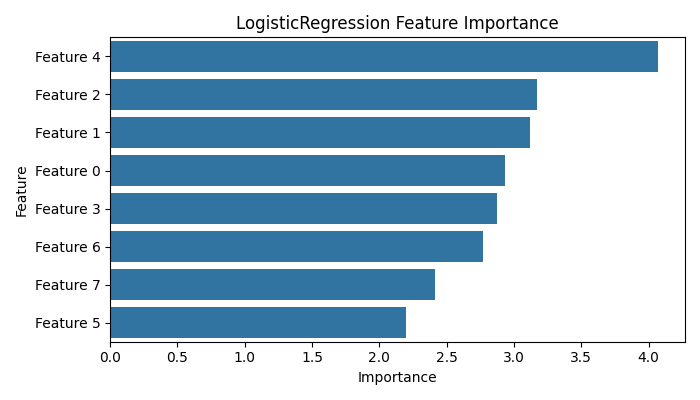 LogisticRegression Feature Importance
Feature 4
Feature 2
Feature 1
Feature 0
Feature 3
Feature 6
Feature 7
Feature 5
Feature
0.0 0.5 1.0 1.5 2.0 2.5 3.0 3.5 4.0
Importance